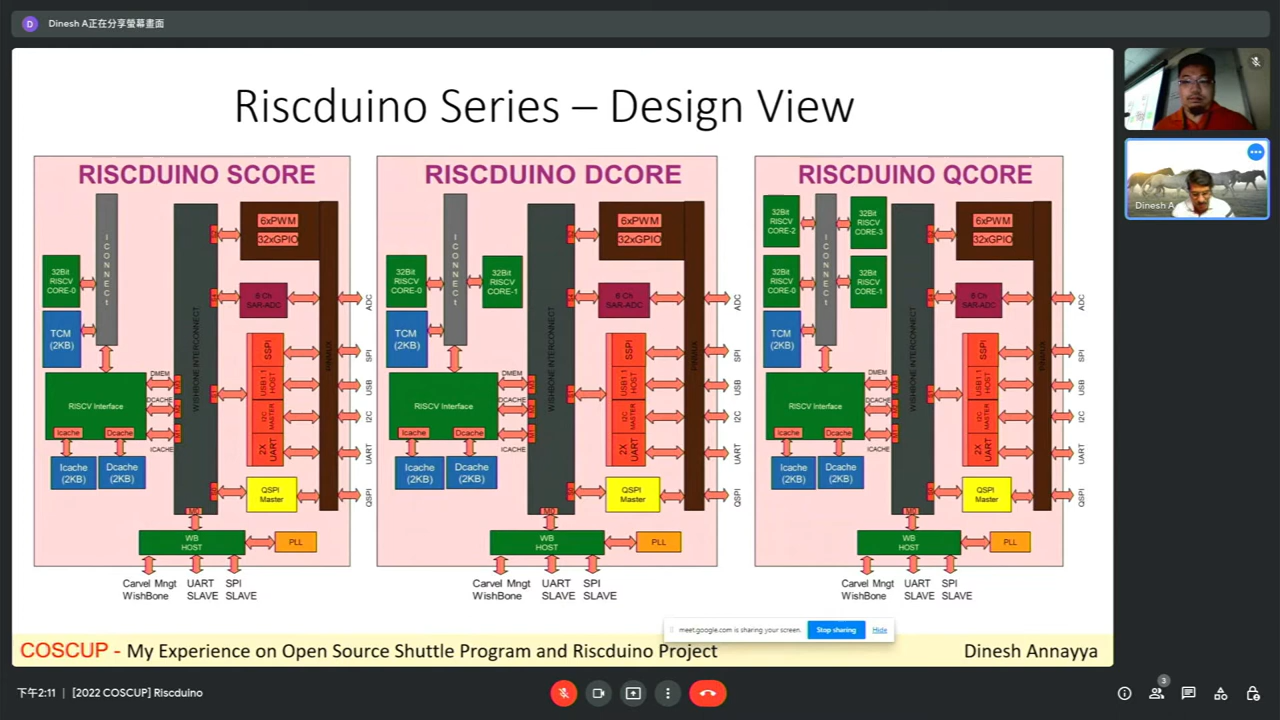 D Dinesh A正在分享螢幕畫面
Riscduino Series – Design View
RISCDUINO SCORE
ICONNECT
6xPWM
32xGPIO
32Bit
RISCV
CORE-0
TCM
(2KB)
WISHBONE INTERCONNECT
6 Ch
SAR-ADC
PINMUX
ADC
SSPI
SPI
USB1.1
HOST
USB
I2C
MASTER
I2C
2X
UART
UART
DMEM
DCACHE
ICACHE
RISCV Interface
Icache
Dcache
Icache
(2KB)
Dcache
(2KB)
QSPI
Master
QSPI
WB
HOST
PLL
Carvel Mngt
WishBone
UART
SLAVE
SPI
SLAVE
RISCDUINO DCORE
ICONNECT
6xPWM
32xGPIO
32Bit
RISCV
CORE-0
32Bit
RISCV
CORE-1
TCM
(2KB)
WISHBONE INTERCONNECT
6 Ch
SAR-ADC
PINMUX
ADC
SSPI
SPI
USB1.1
HOST
USB
I2C
MASTER
I2C
2X
UART
UART
DMEM
DCACHE
ICACHE
RISCV Interface
Icache
Dcache
Icache
(2KB)
Dcache
(2KB)
QSPI
Master
QSPI
WB
HOST
PLL
Carvel Mngt
WishBone
UART
SLAVE
SPI
SLAVE
RISCDUINO QCORE
32Bit
RISCV
CORE-2
ICONNECT
32Bit
RISCV
CORE-3
6xPWM
32xGPIO
32Bit
RISCV
CORE-0
32Bit
RISCV
CORE-1
TCM
(2KB)
WISHBONE INTERCONNECT
6 Ch
SAR-ADC
PINMUX
ADC
SSPI
SPI
USB1.1
HOST
USB
I2C
MASTER
I2C
2X
UART
UART
DMEM
DCACHE
ICACHE
RISCV Interface
Icache
Dcache
Icache
(2KB)
Dcache
(2KB)
QSPI
Master
QSPI
WB
HOST
PLL
Carvel Mngt
WishBone
UART
SLAVE
SPI
SLAVE
meet.google.com is sharing your screen.
Stop sharing
Hide
COSCUP - My Experience on Open Source Shuttle Program and Riscduino Project
Dinesh Annayya
Dinesh A
下午2:11 | [2022 COSCUP] Riscduino
3